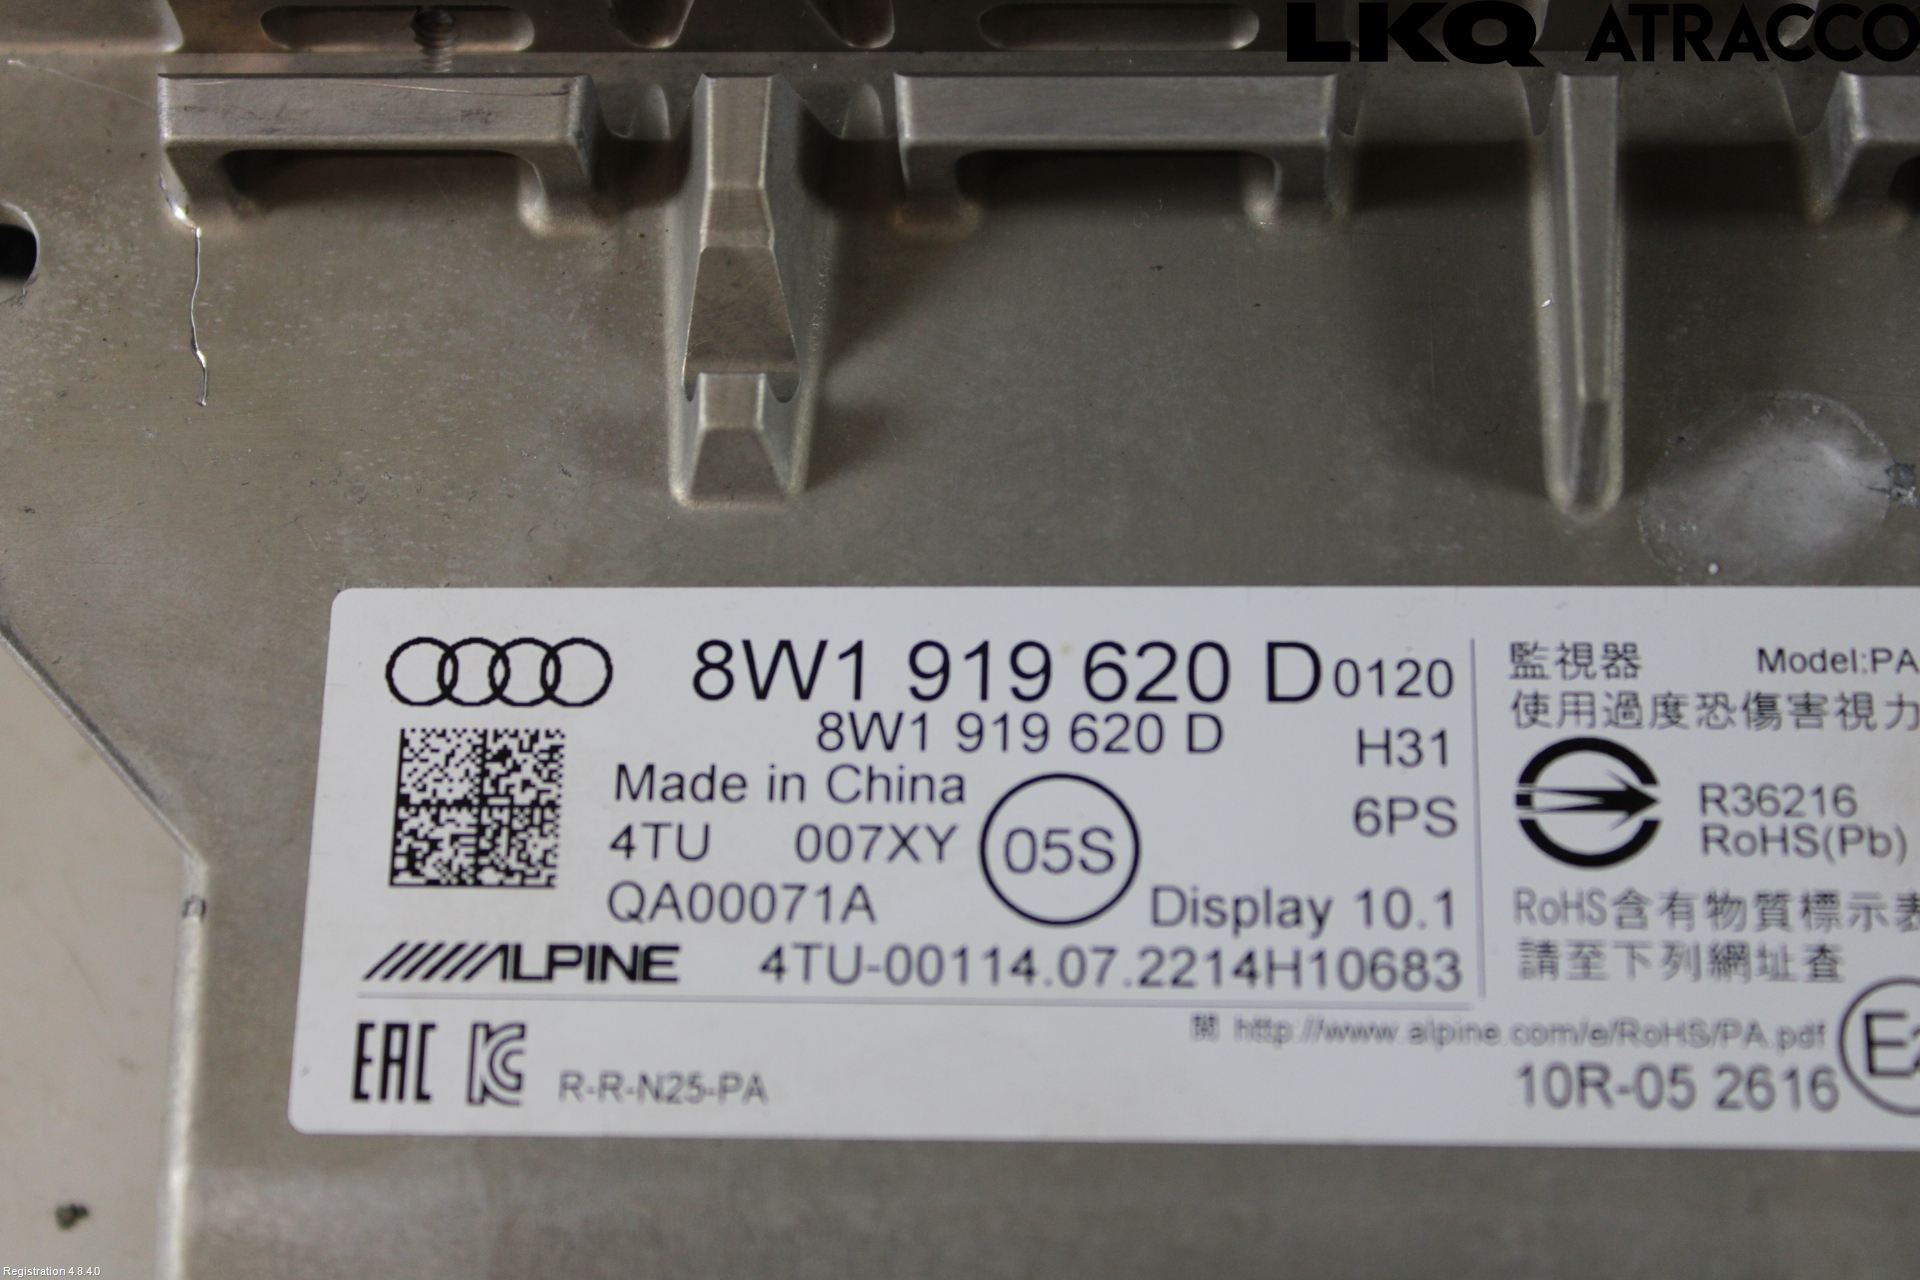 LKQ ATRACCO
8W1 919 620 D 0120
8W1 919 620 D
H31
Made in China
6PS
4TU 007XY
05S
QA00071A
Display 10.1
ALPINE
4TU-00114.07.2214H10683
監視器 Model:PA
使用過度恐傷害視力
R36216
RoHS(Pb)
RoHS含有物質標示表
請至下列網址查
閱 http://www.alpine.com/e/RoHS/PA.pdf
EAC
KC
R-R-N25-PA
10R-05 2616
E
Registration 4.8.4.0